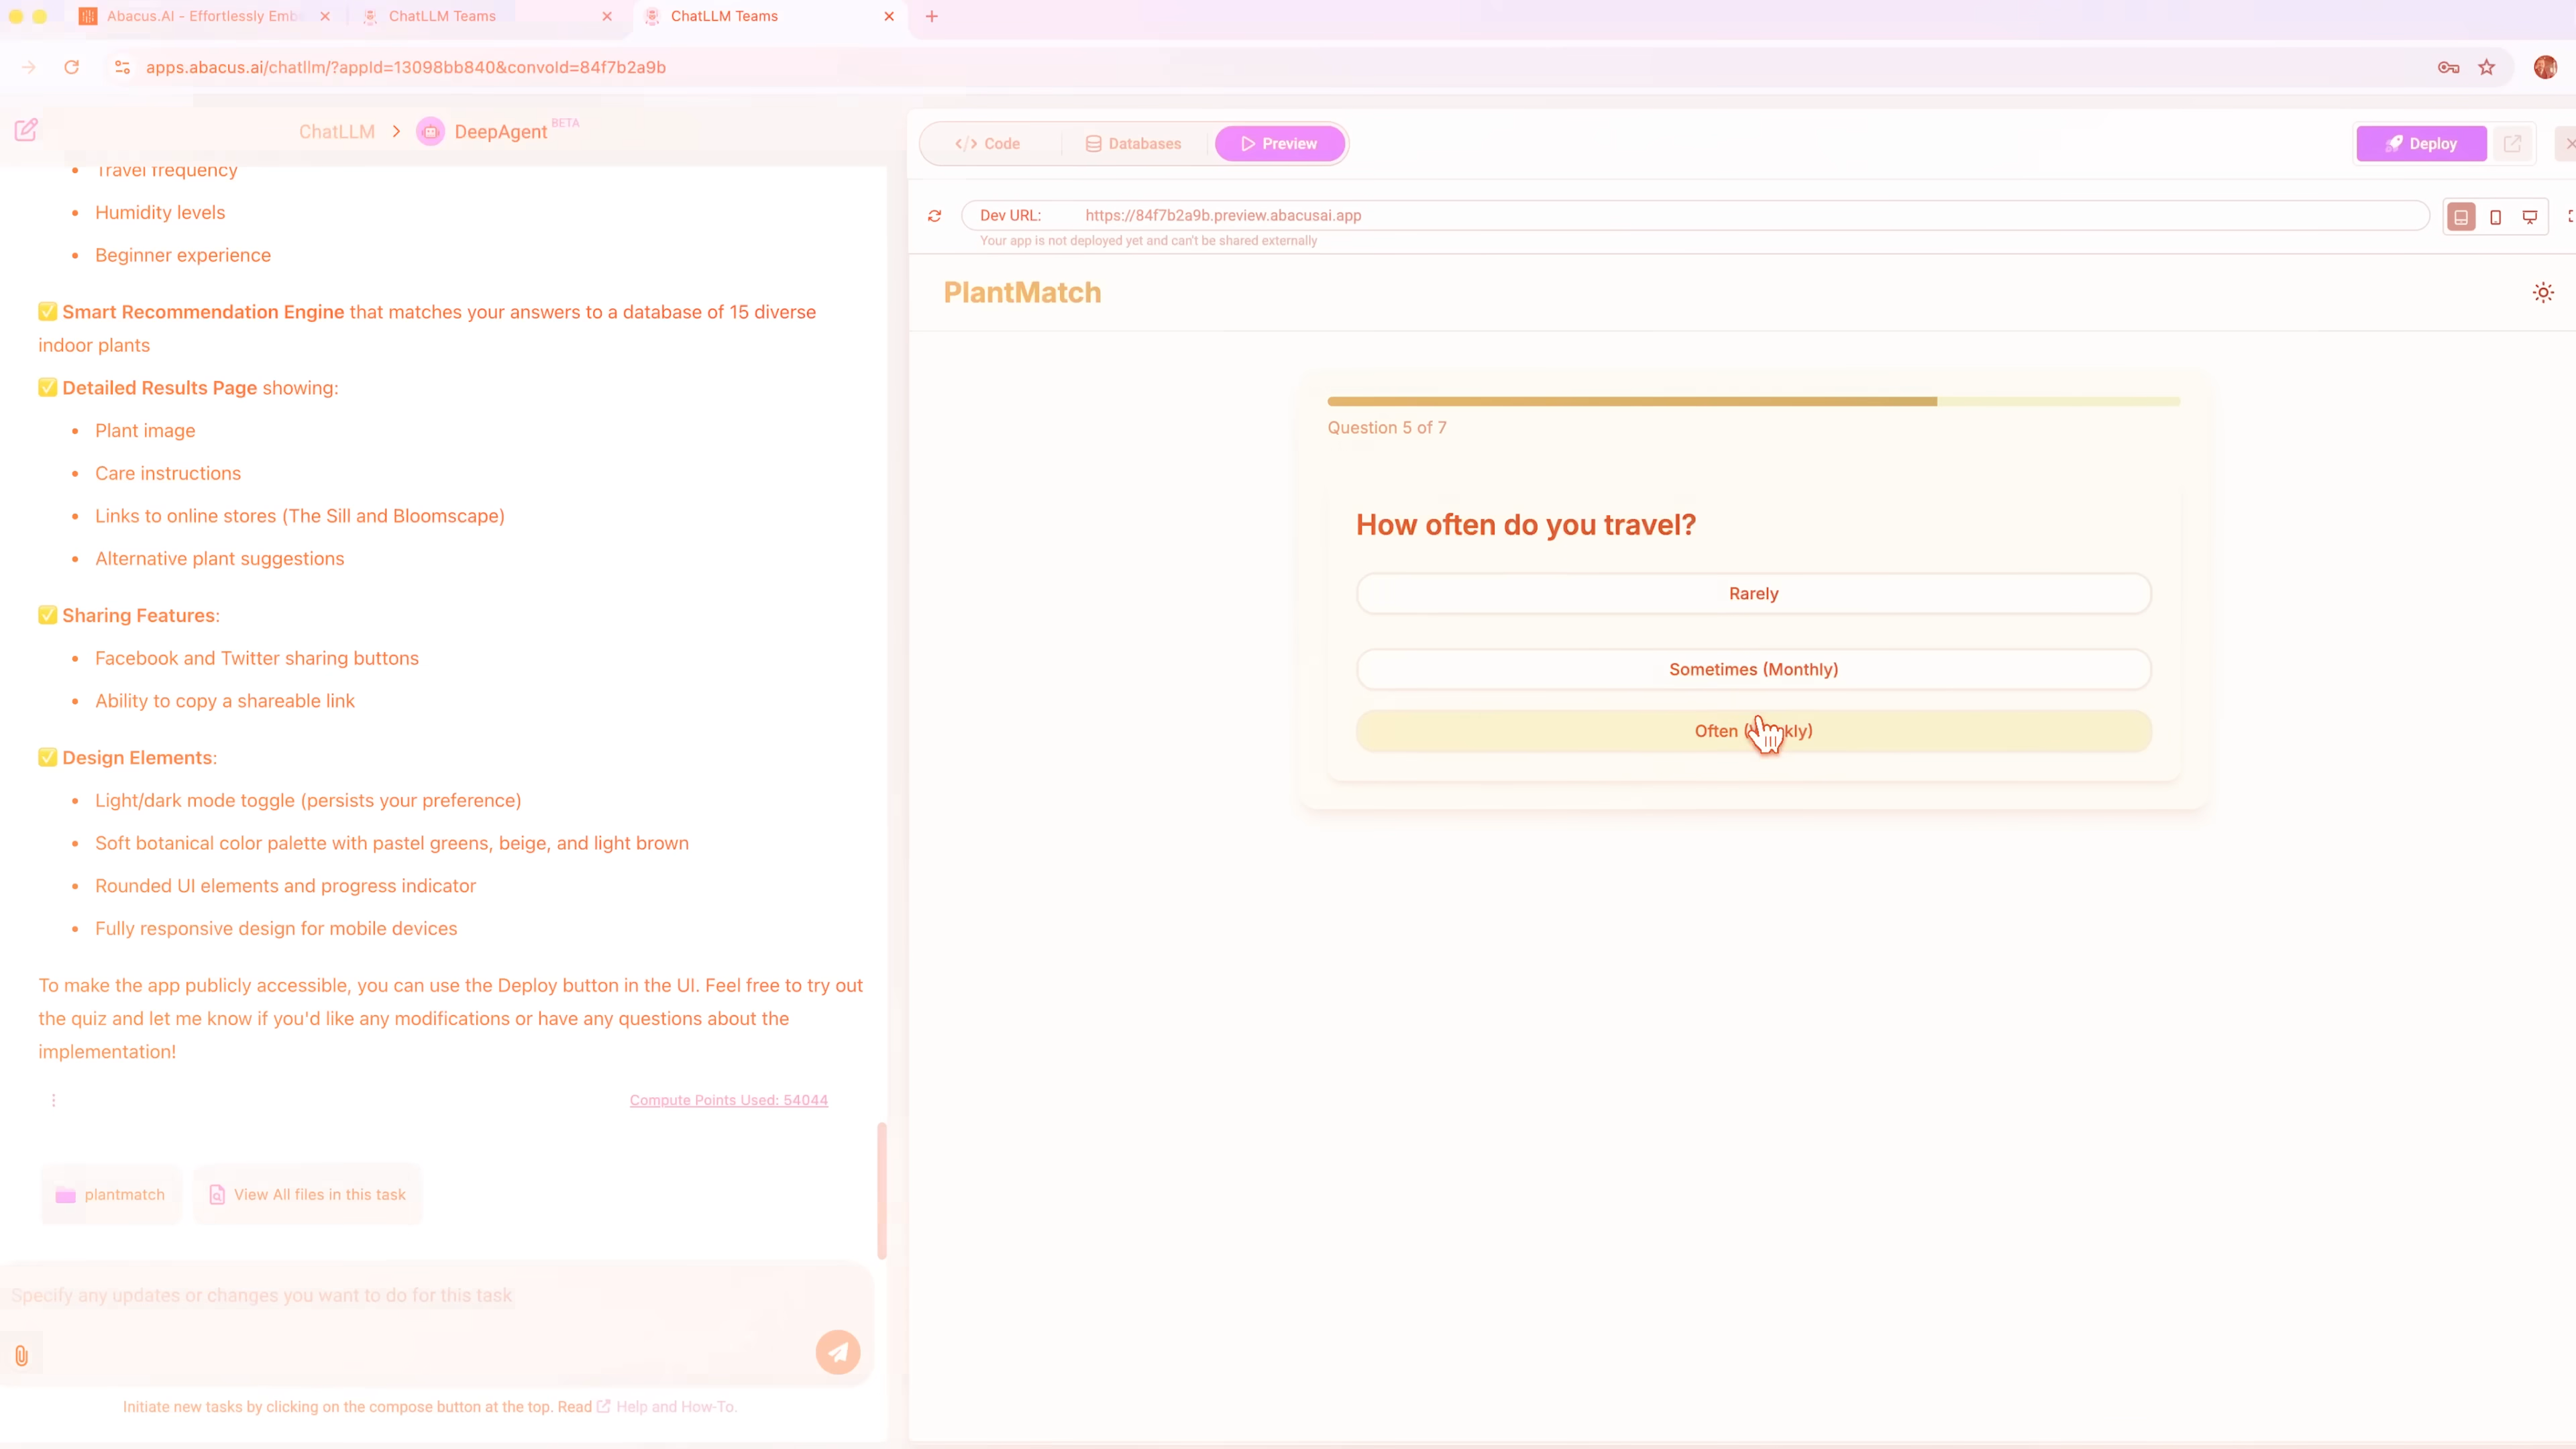 Abacus.AI - Effortlessly Emb
ChatLLM Teams
ChatLLM Teams
apps.abacus.ai/chatllm/?appId=13098bb840&convoId=84f7b2a9b
ChatLLM > DeepAgent BETA
Travel frequency
Humidity levels
Beginner experience
✅ Smart Recommendation Engine that matches your answers to a database of 15 diverse
indoor plants
✅ Detailed Results Page showing:
Plant image
Care instructions
Links to online stores (The Sill and Bloomscape)
Alternative plant suggestions
✅ Sharing Features:
Facebook and Twitter sharing buttons
Ability to copy a shareable link
✅ Design Elements:
Light/dark mode toggle (persists your preference)
Soft botanical color palette with pastel greens, beige, and light brown
Rounded UI elements and progress indicator
Fully responsive design for mobile devices
To make the app publicly accessible, you can use the Deploy button in the UI. Feel free to try out
the quiz and let me know if you'd like any modifications or have any questions about the
implementation!
Compute Points Used: 54044
plantmatch
View All files in this task
Specify any updates or changes you want to do for this task
Initiate new tasks by clicking on the compose button at the top. Read Help and How-To.
</> Code
Databases
Preview
Deploy
Dev URL: https://84f7b2a9b.preview.abacusai.app
Your app is not deployed yet and can't be shared externally
PlantMatch
Question 5 of 7
How often do you travel?
Rarely
Sometimes (Monthly)
Often